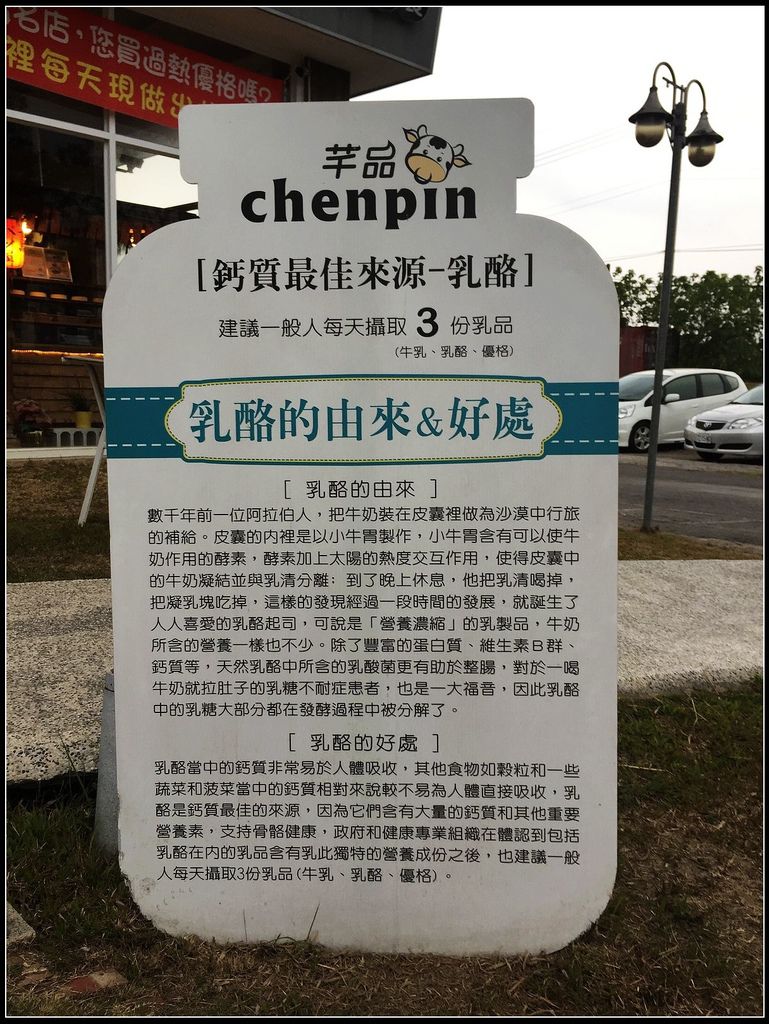 名店，您買過熱優格嗎？
裡每天現做出
芊品
chenpin
［鈣質最佳來源-乳酪］
建議一般人每天攝取 3 份乳品
(牛乳、乳酪、優格)
乳酪的由來&好處
［ 乳酪的由來 ］
數千年前一位阿拉伯人，把牛奶裝在皮囊裡做為沙漠中行旅
的補給。皮囊的內裡是以小牛胃製作，小牛胃含有可以使牛
奶作用的酵素，酵素加上太陽的熱度交互作用，使得皮囊中
的牛奶凝結並與乳清分離；到了晚上休息，他把乳清喝掉，
把凝乳塊吃掉，這樣的發現經過一段時間的發展，就誕生了
人人喜愛的乳酪起司，可說是「營養濃縮」的乳製品，牛奶
所含的營養一樣也不少。除了豐富的蛋白質、維生素B群、
鈣質等，天然乳酪中所含的乳酸菌更有助於整腸，對於一喝
牛奶就拉肚子的乳糖不耐症患者，也是一大福音，因此乳酪
中的乳糖大部分都在發酵過程中被分解了。
［ 乳酪的好處 ］
乳酪當中的鈣質非常易於人體吸收，其他食物如穀粒和一些
蔬菜和菠菜當中的鈣質相對來說較不易為人體直接吸收，乳
酪是鈣質最佳的來源，因為它們含有大量的鈣質和其他重要
營養素，支持骨骼健康，政府和健康專業組織在體認到包括
乳酪在內的乳品含有乳此獨特的營養成份之後，也建議一般
人每天攝取3份乳品(牛乳、乳酪、優格)。